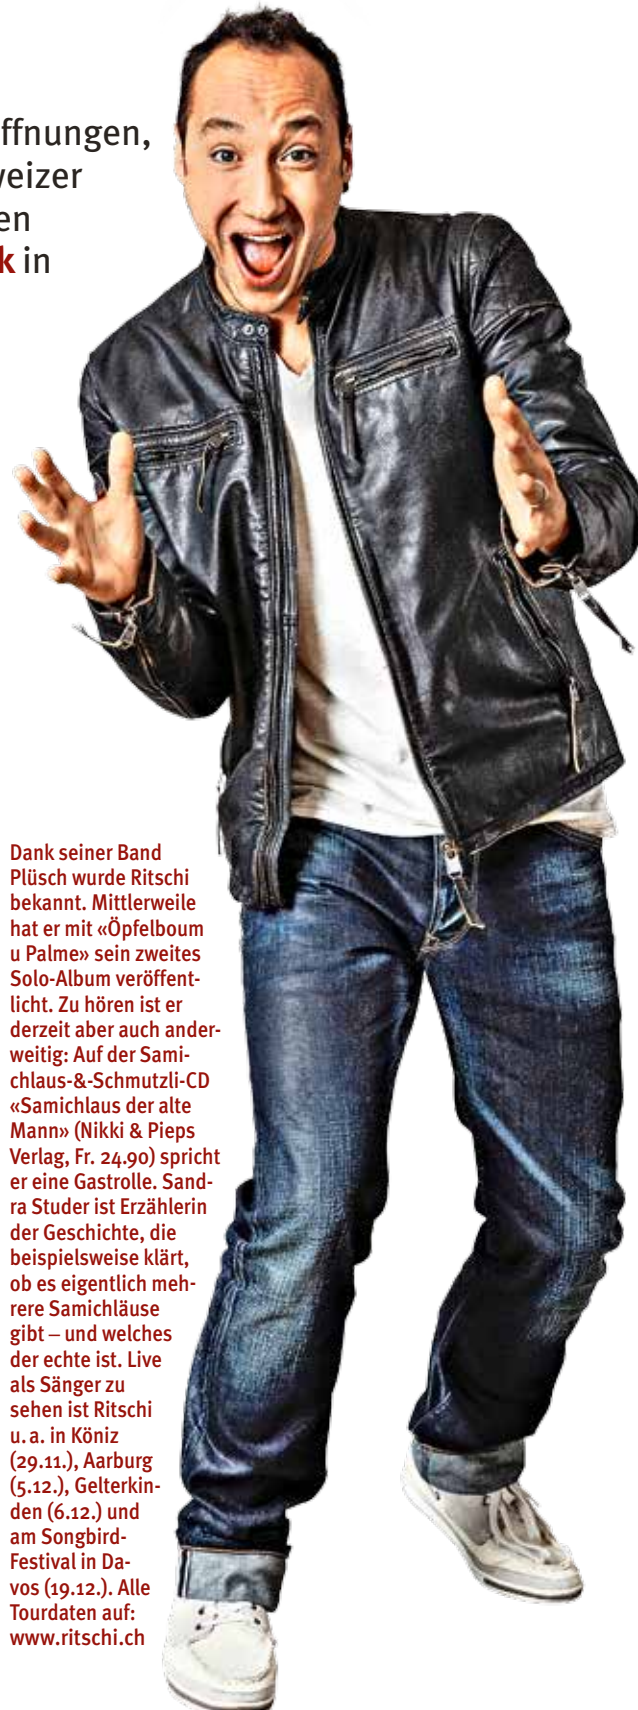 ffnungen,
eizer
en
k in
Dank seiner Band
Plüsch wurde Ritschi
bekannt. Mittlerweile
hat er mit «Öpfelboum
u Palme» sein zweites
Solo-Album veröffent-
licht. Zu hören ist er
derzeit aber auch ander-
weitig: Auf der Sami-
chlaus-&-Schmutzli-CD
«Samichlaus der alte
Mann» (Nikki & Pieps
Verlag, Fr. 24.90) spricht
er eine Gastrolle. Sand-
ra Studer ist Erzählerin
der Geschichte, die
beispielsweise klärt,
ob es eigentlich meh-
rere Samichläuse
gibt – und welches
der echte ist. Live
als Sänger zu
sehen ist Ritschi
u. a. in Köniz
(29.11.), Aarburg
(5.12.), Gelterkin-
den (6.12.) und
am Songbird-
Festival in Da-
vos (19.12.). Alle
Tourdaten auf:
www.ritschi.ch